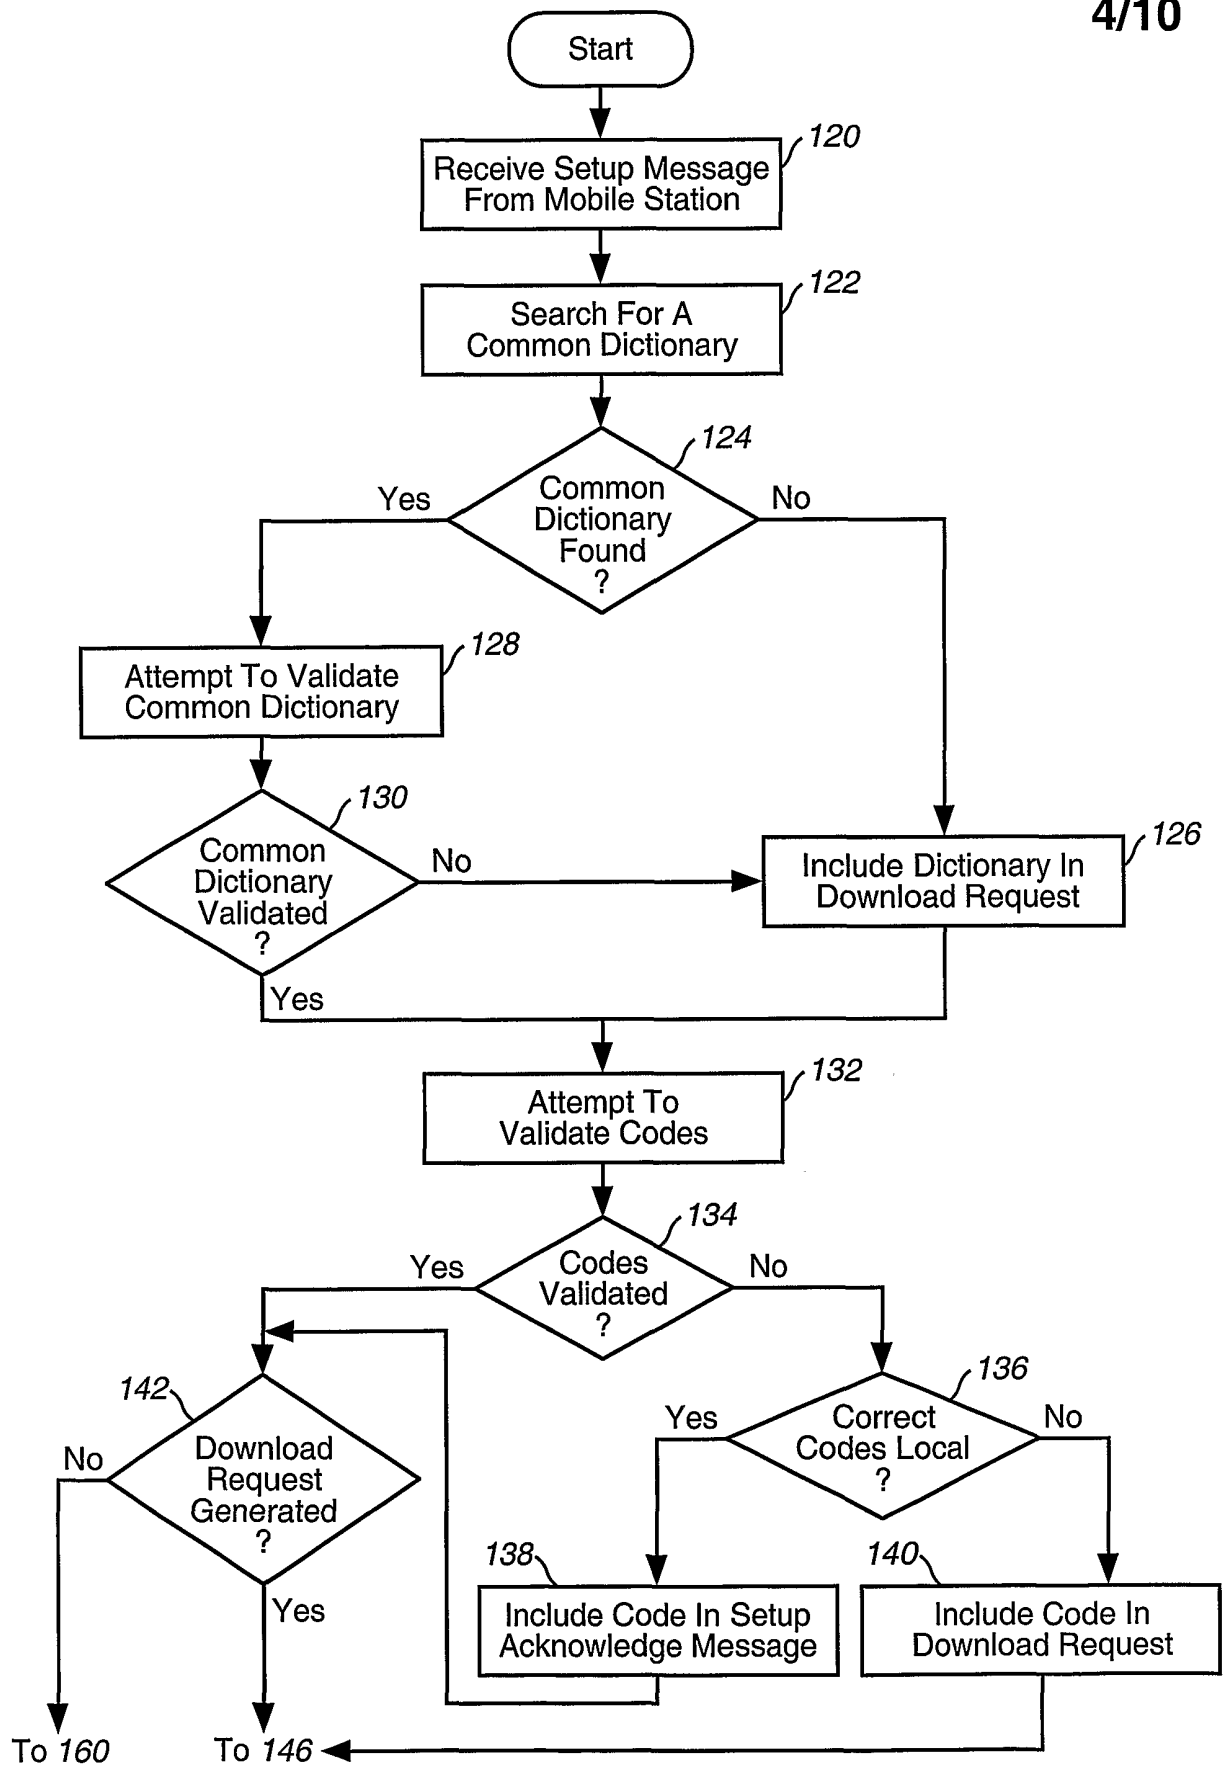 4/10
Start
120
Receive Setup Message
From Mobile Station
122
Search For A
Common Dictionary
124
Yes
Common
Dictionary
Found
?
No
128
Attempt To Validate
Common Dictionary
130
Common
Dictionary
Validated
?
No
126
Include Dictionary In
Download Request
Yes
132
Attempt To
Validate Codes
134
Yes
Codes
Validated
?
No
136
142
Yes
Correct
Codes Local
?
No
No
Download
Request
Generated
?
138
140
Yes
Include Code In Setup
Acknowledge Message
Include Code In
Download Request
To 160
To 146